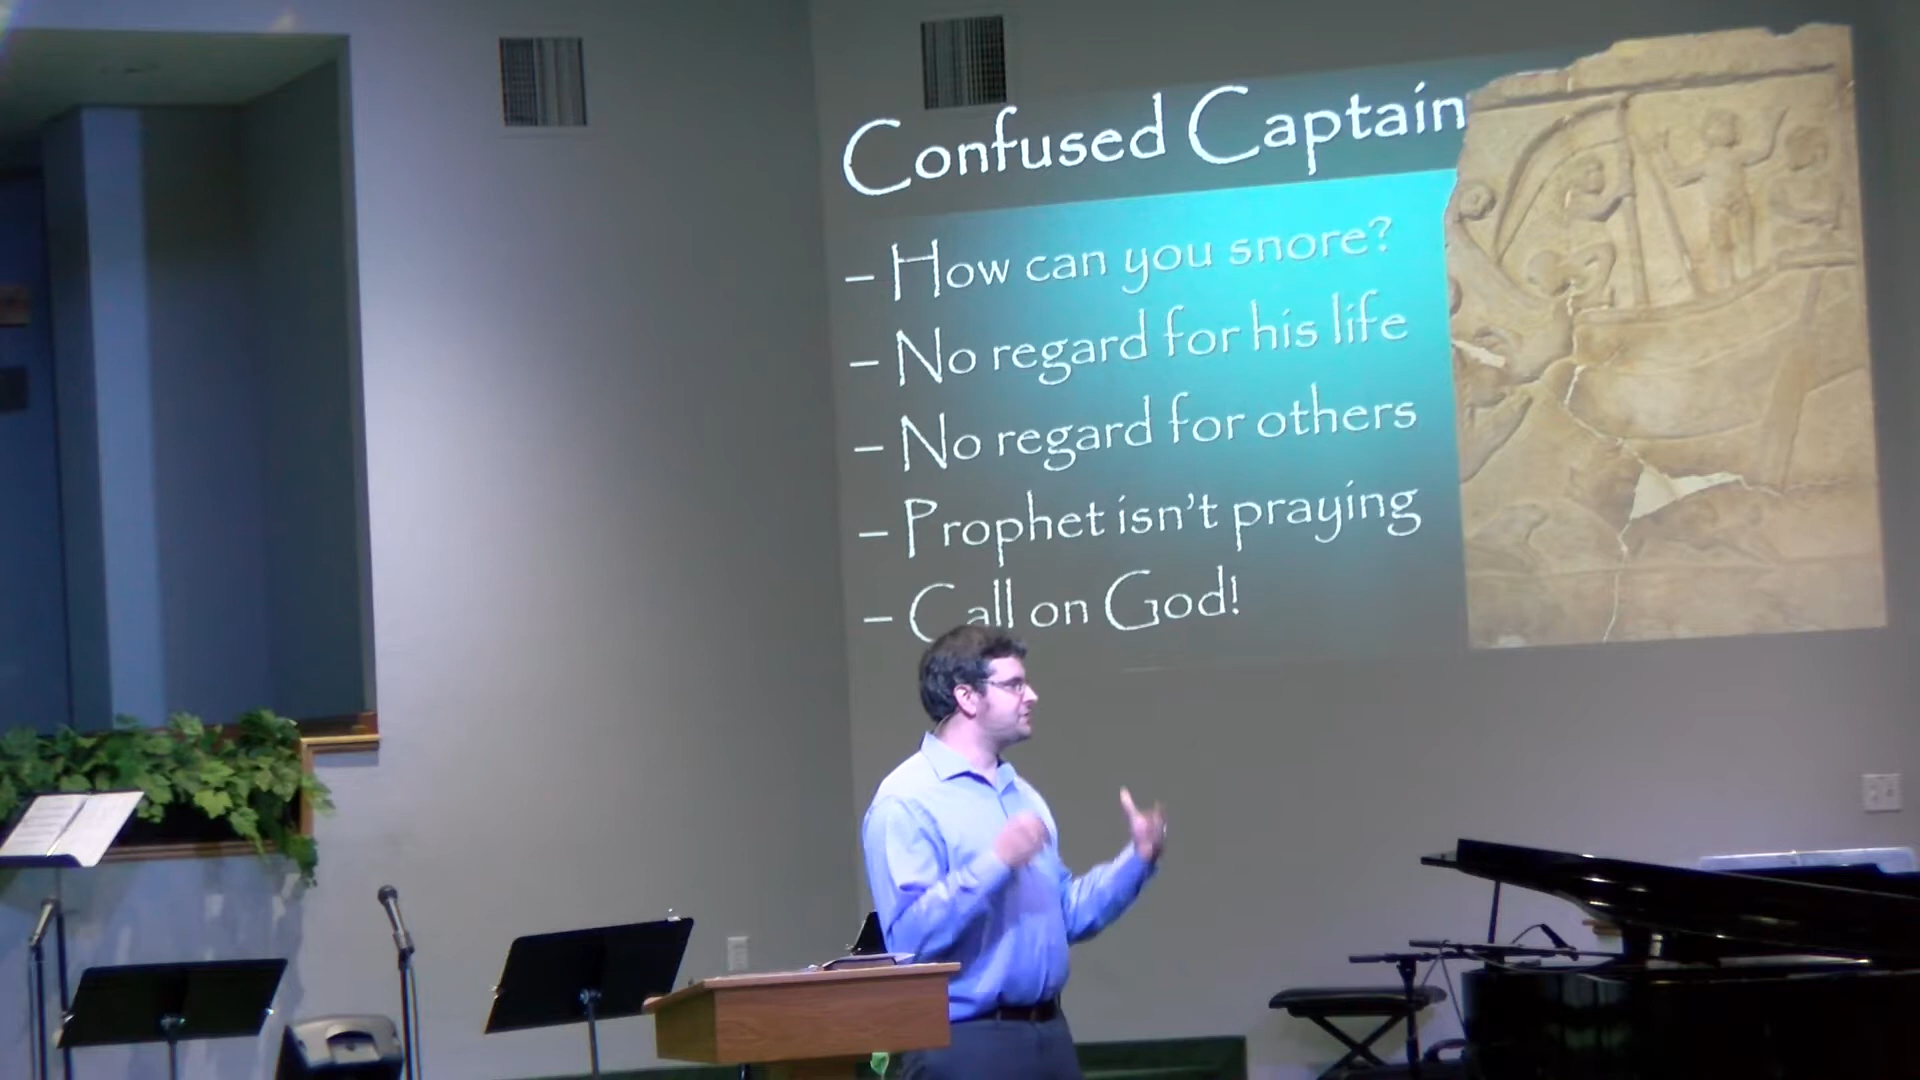 Confused Captain
– How can you snore?
– No regard for his life
– No regard for others
– Prophet isn't praying
– Call on God!